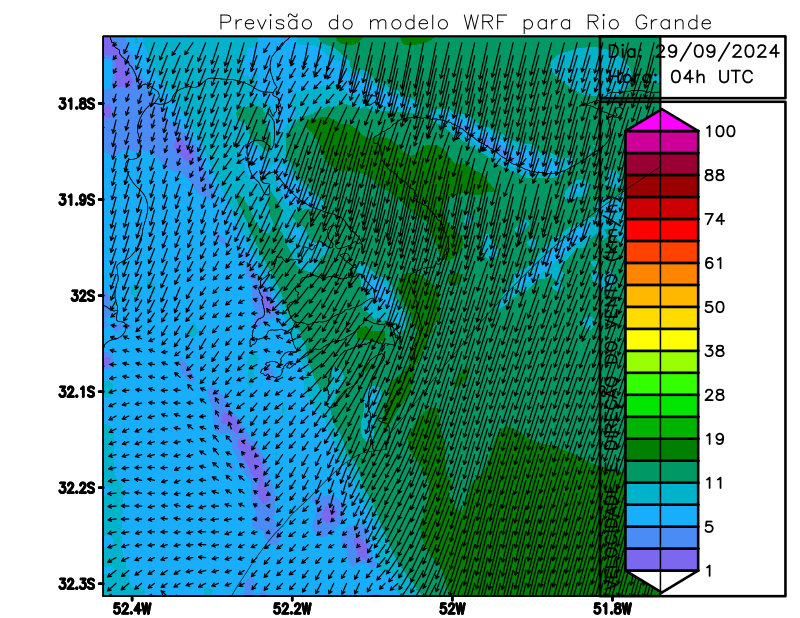 Previsão do modelo WRF para Rio Grande
Dia: 29/09/2024
Hora: 04h UTC
31.8S
31.9S
32S
32.1S
32.2S
32.3S
52.4W
52.2W
52W
51.8W
VELOCIDADE E DIREÇÃO DO VENTO (Km/h)
100
88
74
61
50
38
28
19
11
5
1